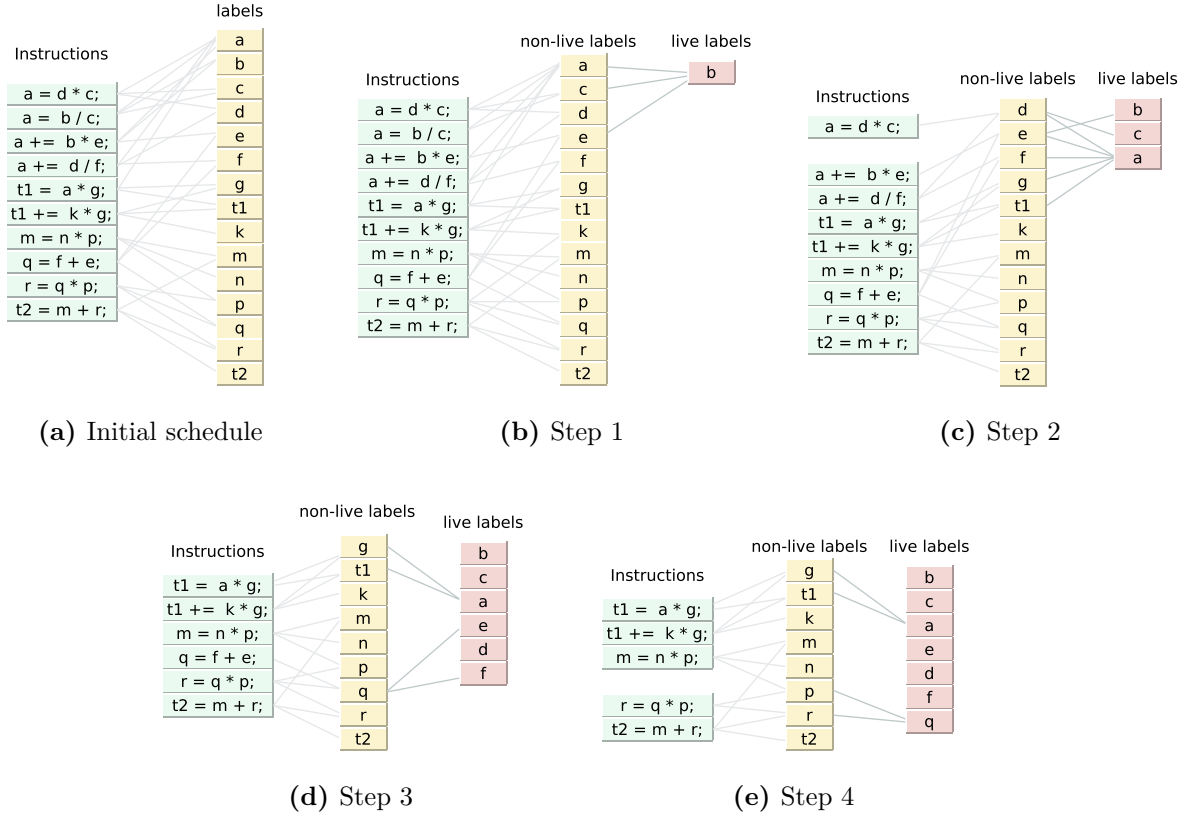 labels
Instructions
a = d * c;
a =  b / c;
a +=  b * e;
a +=  d / f;
t1 =  a * g;
t1 +=  k * g;
m = n * p;
q = f + e;
r = q * p;
t2 = m + r;
a
b
c
d
e
f
g
t1
k
m
n
p
q
r
t2
(a) Initial schedule
non-live labels
live labels
Instructions
a = d * c;
a =  b / c;
a +=  b * e;
a +=  d / f;
t1 =  a * g;
t1 +=  k * g;
m = n * p;
q = f + e;
r = q * p;
t2 = m + r;
a
c
d
e
f
g
t1
k
m
n
p
q
r
t2
b
(b) Step 1
non-live labels
live labels
Instructions
a = d * c;
a +=  b * e;
a +=  d / f;
t1 =  a * g;
t1 +=  k * g;
m = n * p;
q = f + e;
r = q * p;
t2 = m + r;
d
e
f
g
t1
k
m
n
p
q
r
t2
b
c
a
(c) Step 2
non-live labels
live labels
Instructions
t1 =  a * g;
t1 +=  k * g;
m = n * p;
q = f + e;
r = q * p;
t2 = m + r;
g
t1
k
m
n
p
q
r
t2
b
c
a
e
d
f
(d) Step 3
non-live labels
live labels
Instructions
t1 =  a * g;
t1 +=  k * g;
m = n * p;
r = q * p;
t2 = m + r;
g
t1
k
m
n
p
r
t2
b
c
a
e
d
f
q
(e) Step 4